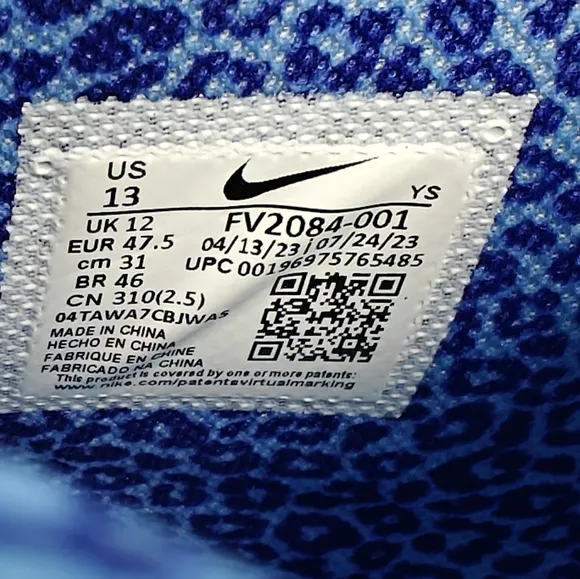 US
13
YS
UK 12
FV2084-001
EUR 47.5
04/13/23 | 07/24/23
cm 31
UPC 00196975765485
BR 46
CN 310(2.5)
04TAWA7CBJWAS
MADE IN CHINA
HECHO EN CHINA
FABRIQUE EN CHINE
FABRICADO NA CHINA
This product is covered by one or more patents:
www.nike.com/patentsvirtualmarking